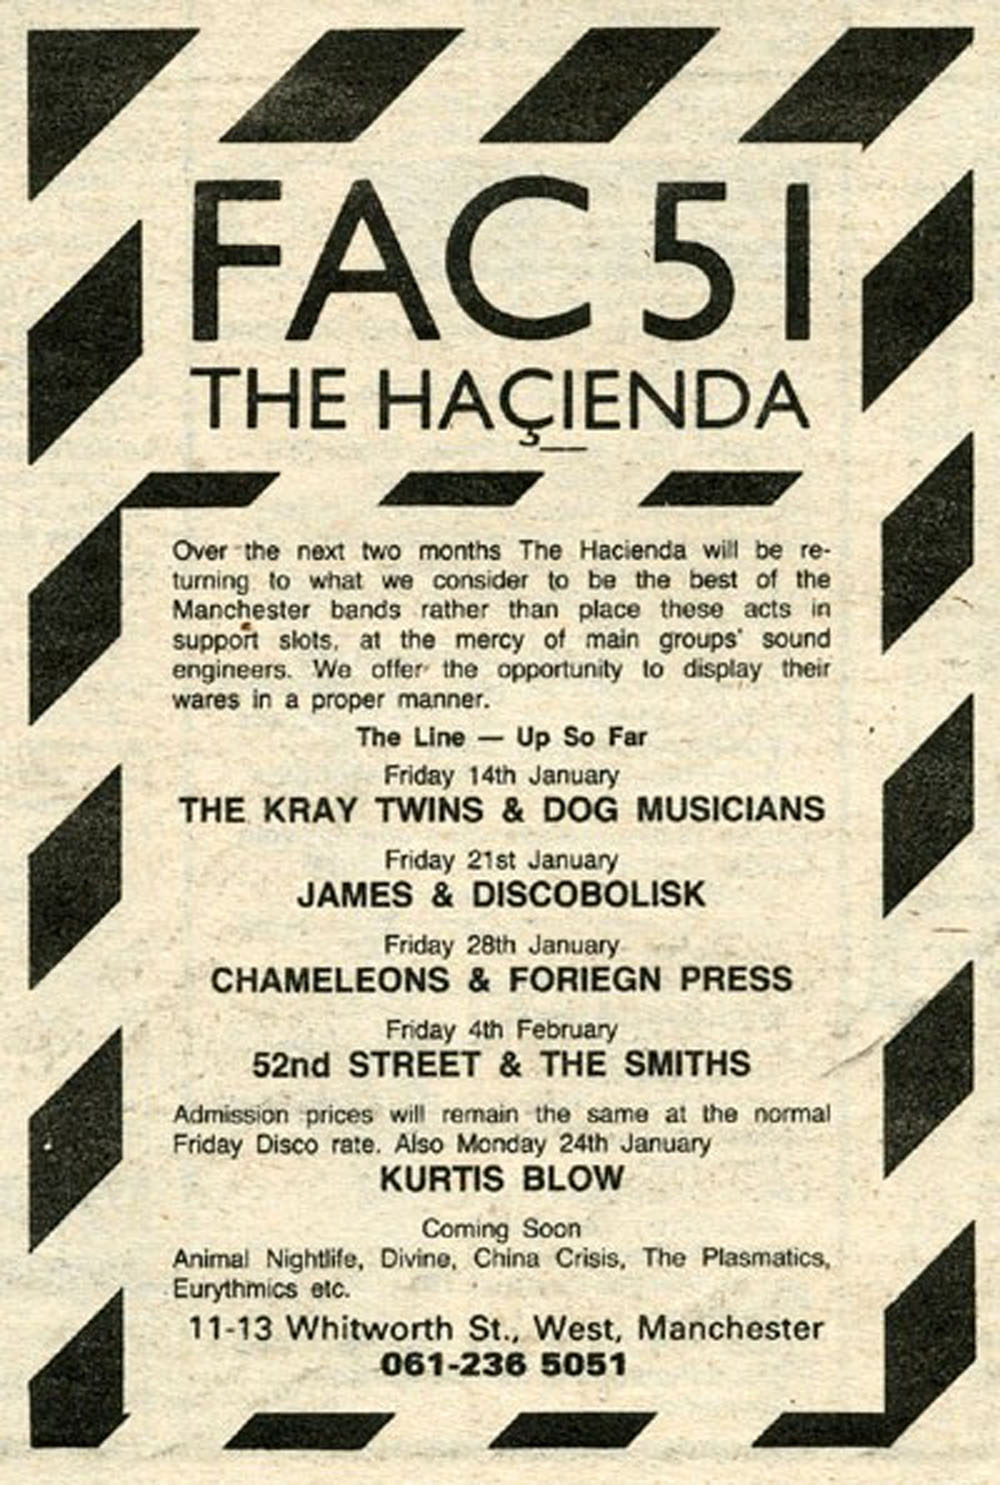 FAC 51
THE HAÇIENDA
Over the next two months The Hacienda will be re-
turning to what we consider to be the best of the
Manchester bands rather than place these acts in
support slots, at the mercy of main groups' sound
engineers. We offer the opportunity to display their
wares in a proper manner.
The Line — Up So Far
Friday 14th January
THE KRAY TWINS & DOG MUSICIANS
Friday 21st January
JAMES & DISCOBOLISK
Friday 28th January
CHAMELEONS & FORIEGN PRESS
Friday 4th February
52nd STREET & THE SMITHS
Admission prices will remain the same at the normal
Friday Disco rate. Also Monday 24th January
KURTIS BLOW
Coming Soon
Animal Nightlife, Divine, China Crisis, The Plasmatics,
Eurythmics etc.
11-13 Whitworth St., West, Manchester
061-236 5051